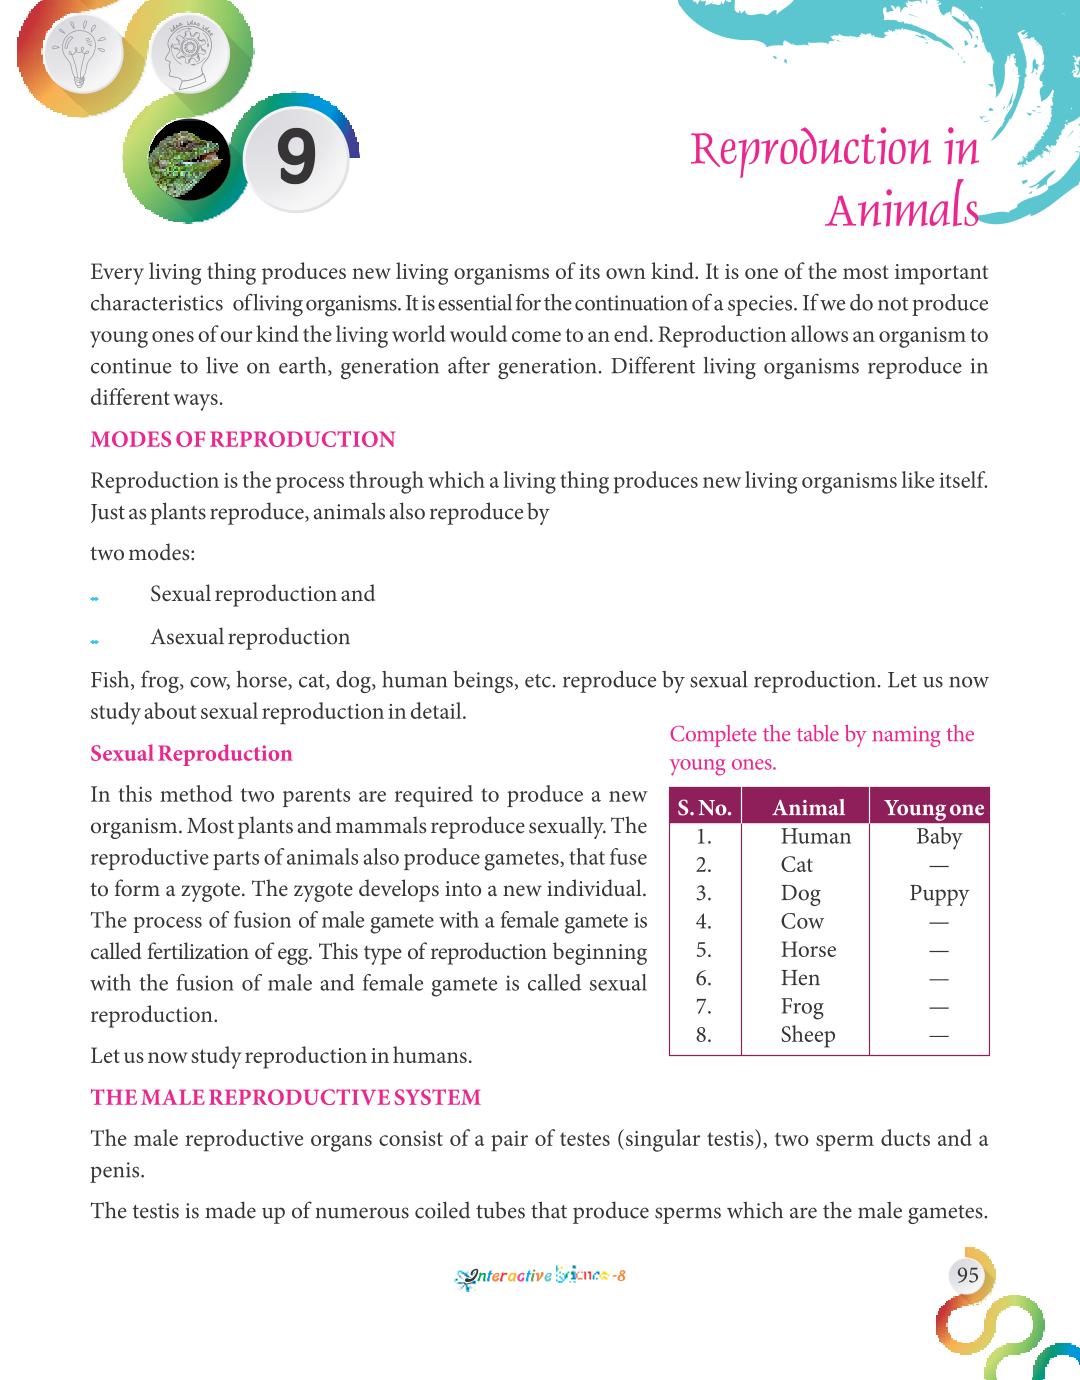 9
Reproduction in
Animals
Every living thing produces new living organisms of its own kind. It is one of the most important
characteristics of living organisms. It is essential for the continuation of a species. If we do not produce
young ones of our kind the living world would come to an end. Reproduction allows an organism to
continue to live on earth, generation after generation. Different living organisms reproduce in
different ways.
MODES OF REPRODUCTION
Reproduction is the process through which a living thing produces new living organisms like itself.
Just as plants reproduce, animals also reproduce by
two modes:
Sexual reproduction and
Asexual reproduction
Fish, frog, cow, horse, cat, dog, human beings, etc. reproduce by sexual reproduction. Let us now
study about sexual reproduction in detail.
Sexual Reproduction
In this method two parents are required to produce a new
organism. Most plants and mammals reproduce sexually. The
reproductive parts of animals also produce gametes, that fuse
to form a zygote. The zygote develops into a new individual.
The process of fusion of male gamete with a female gamete is
called fertilization of egg. This type of reproduction beginning
with the fusion of male and female gamete is called sexual
reproduction.
Let us now study reproduction in humans.
Complete the table by naming the
young ones.
S. No. Animal Young one
1. Human Baby
2. Cat —
3. Dog Puppy
4. Cow —
5. Horse —
6. Hen —
7. Frog —
8. Sheep —
THE MALE REPRODUCTIVE SYSTEM
The male reproductive organs consist of a pair of testes (singular testis), two sperm ducts and a
penis.
The testis is made up of numerous coiled tubes that produce sperms which are the male gametes.
Interactive Science-8
95